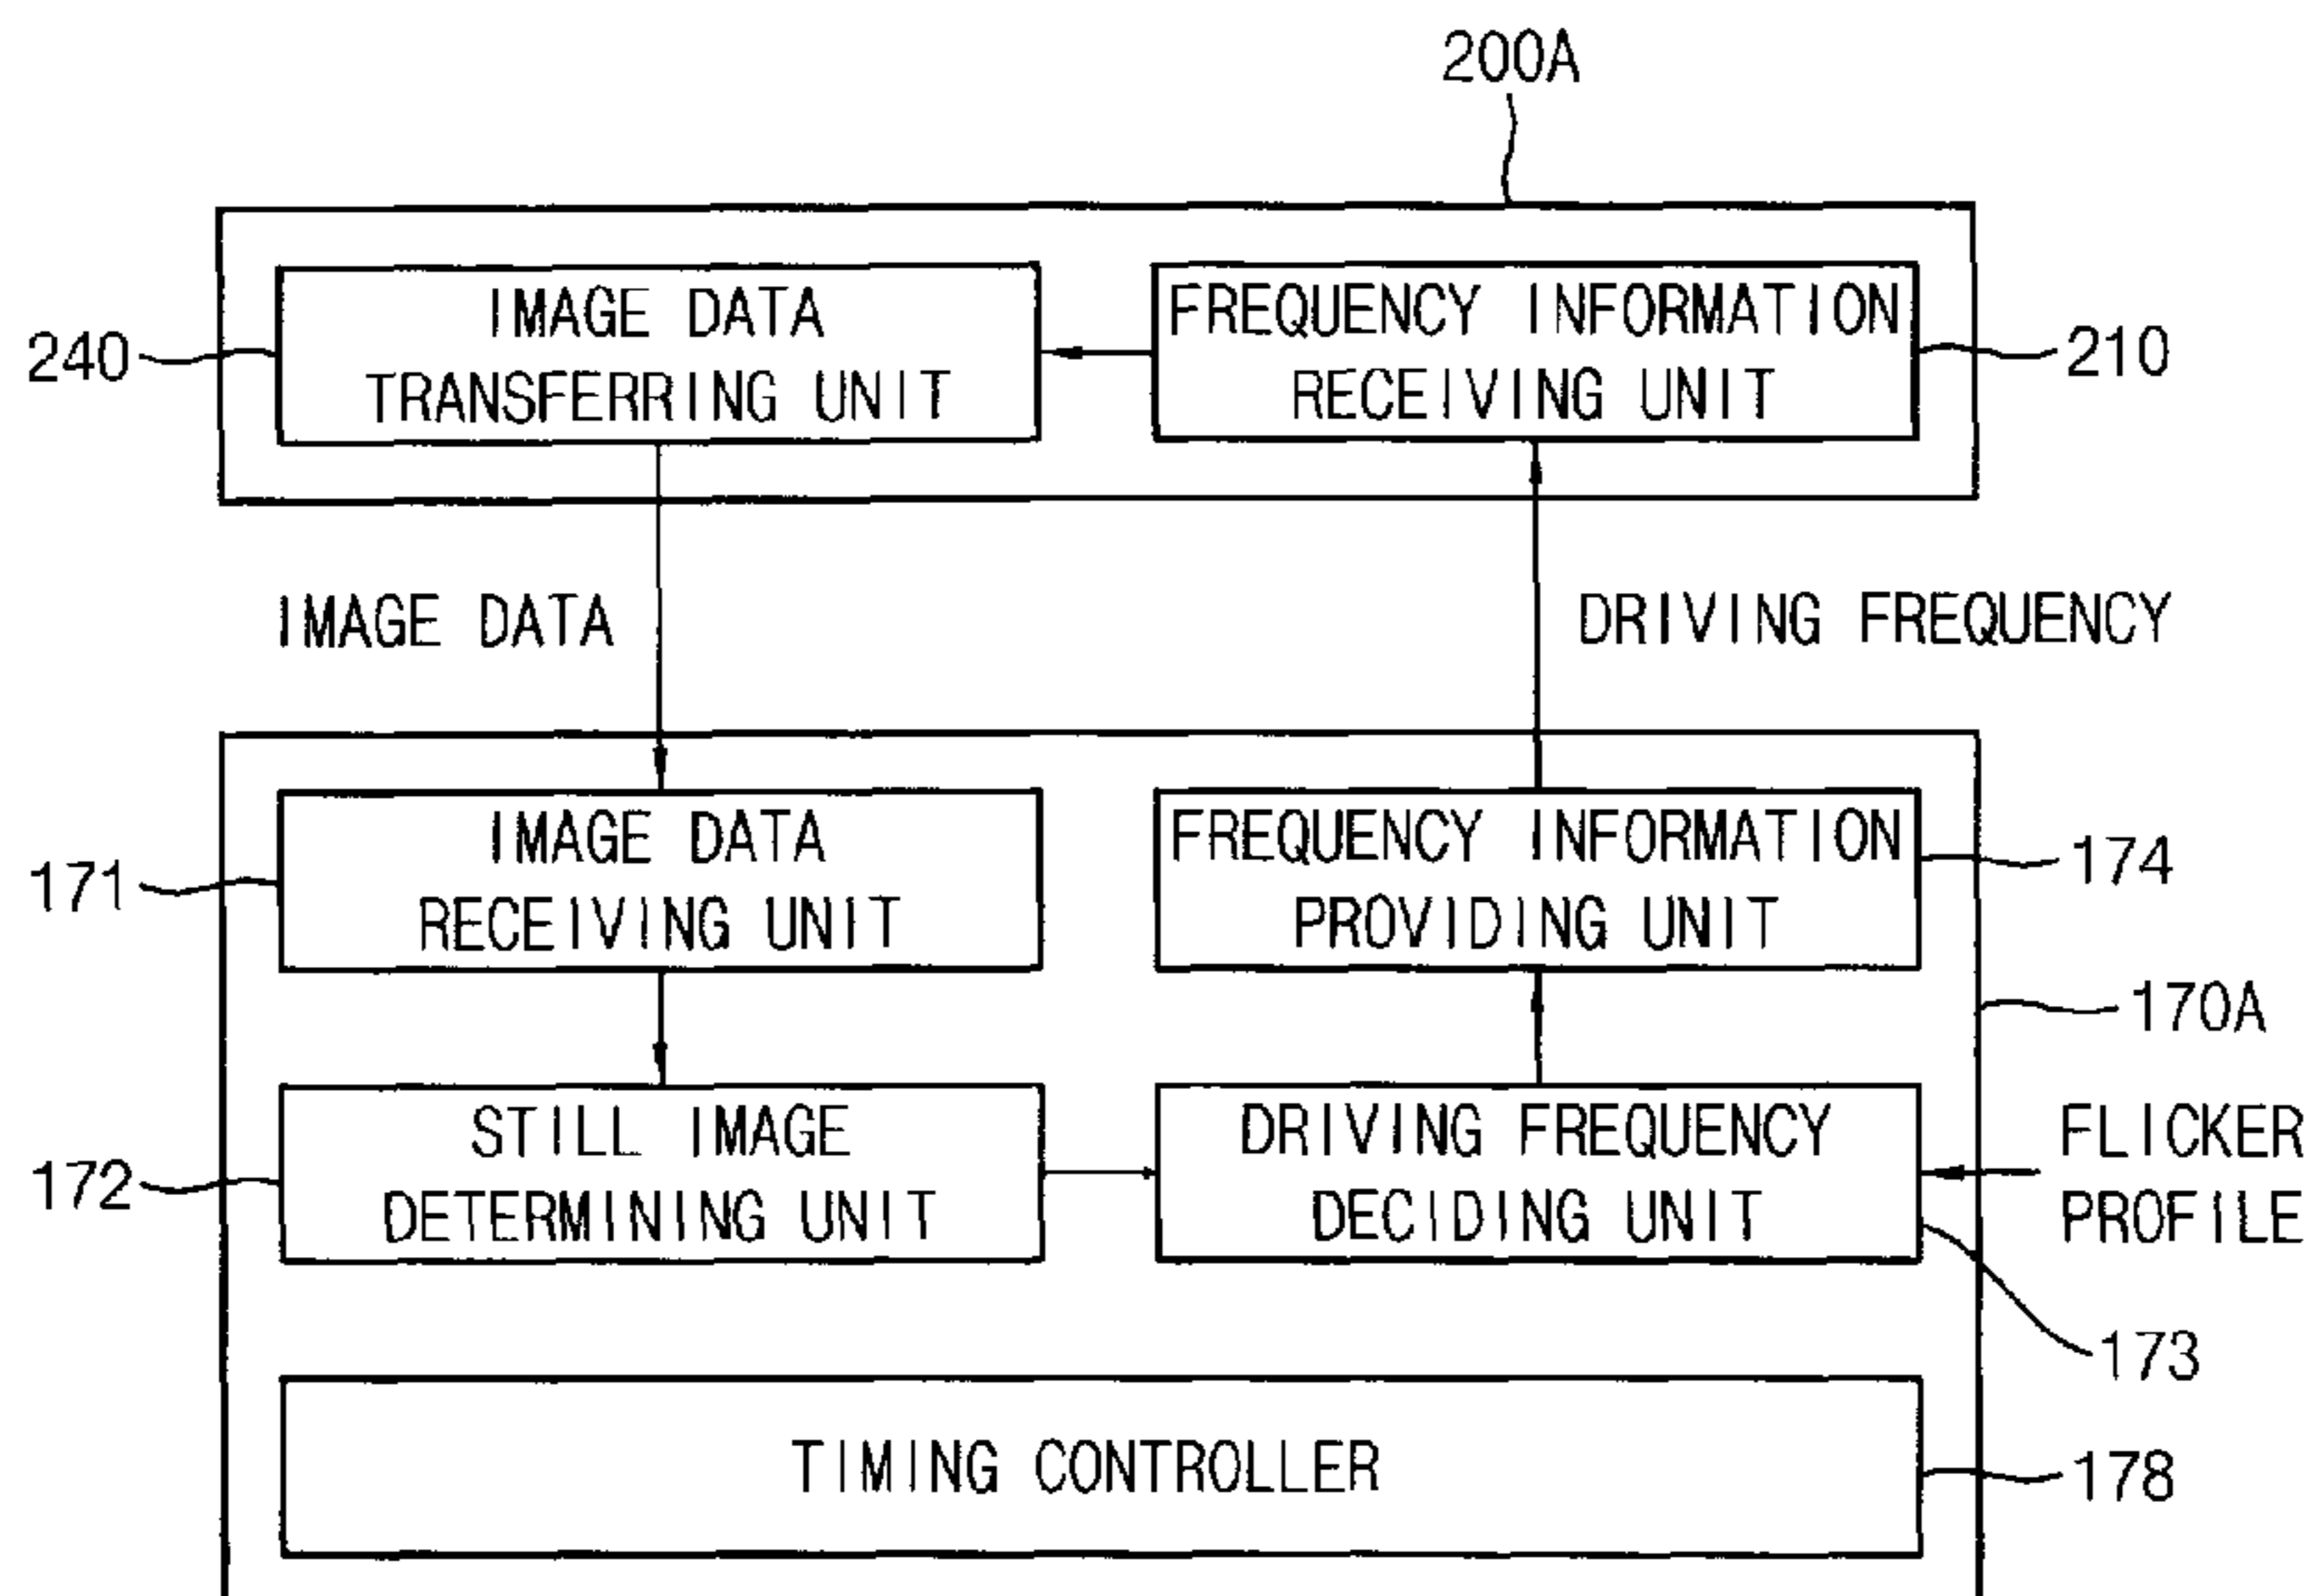 200A
IMAGE DATA
TRANSFERRING UNIT
240
FREQUENCY INFORMATION
RECEIVING UNIT
210
IMAGE DATA
DRIVING FREQUENCY
IMAGE DATA
RECEIVING UNIT
171
FREQUENCY INFORMATION
PROVIDING UNIT
174
170A
STILL IMAGE
DETERMINING UNIT
172
DRIVING FREQUENCY
DECIDING UNIT
FLICKER
PROFILE
173
TIMING CONTROLLER
178